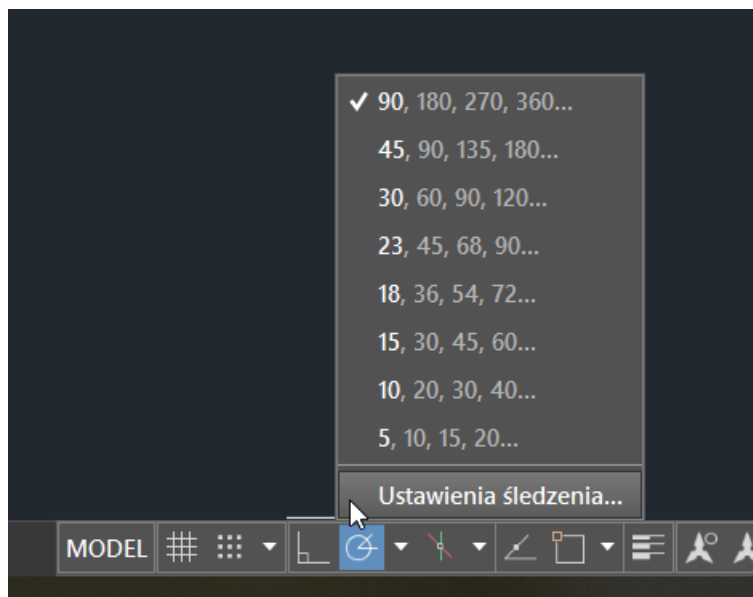 90, 180, 270, 360...
45, 90, 135, 180...
30, 60, 90, 120...
23, 45, 68, 90...
18, 36, 54, 72...
15, 30, 45, 60...
10, 20, 30, 40...
5, 10, 15, 20...
Ustawienia śledzenia...
MODEL